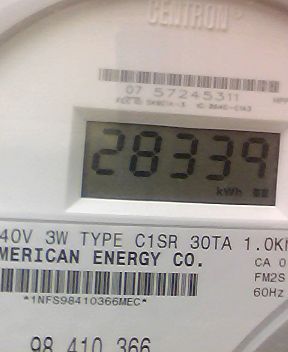 CENTRON®
07 57245311
28339
kWh
40V 3W TYPE C1SR 30TA 1.0K
MERICAN ENERGY CO.
CA 0
FM2S
60Hz
*1NFS98410366MEC*
98 410 366